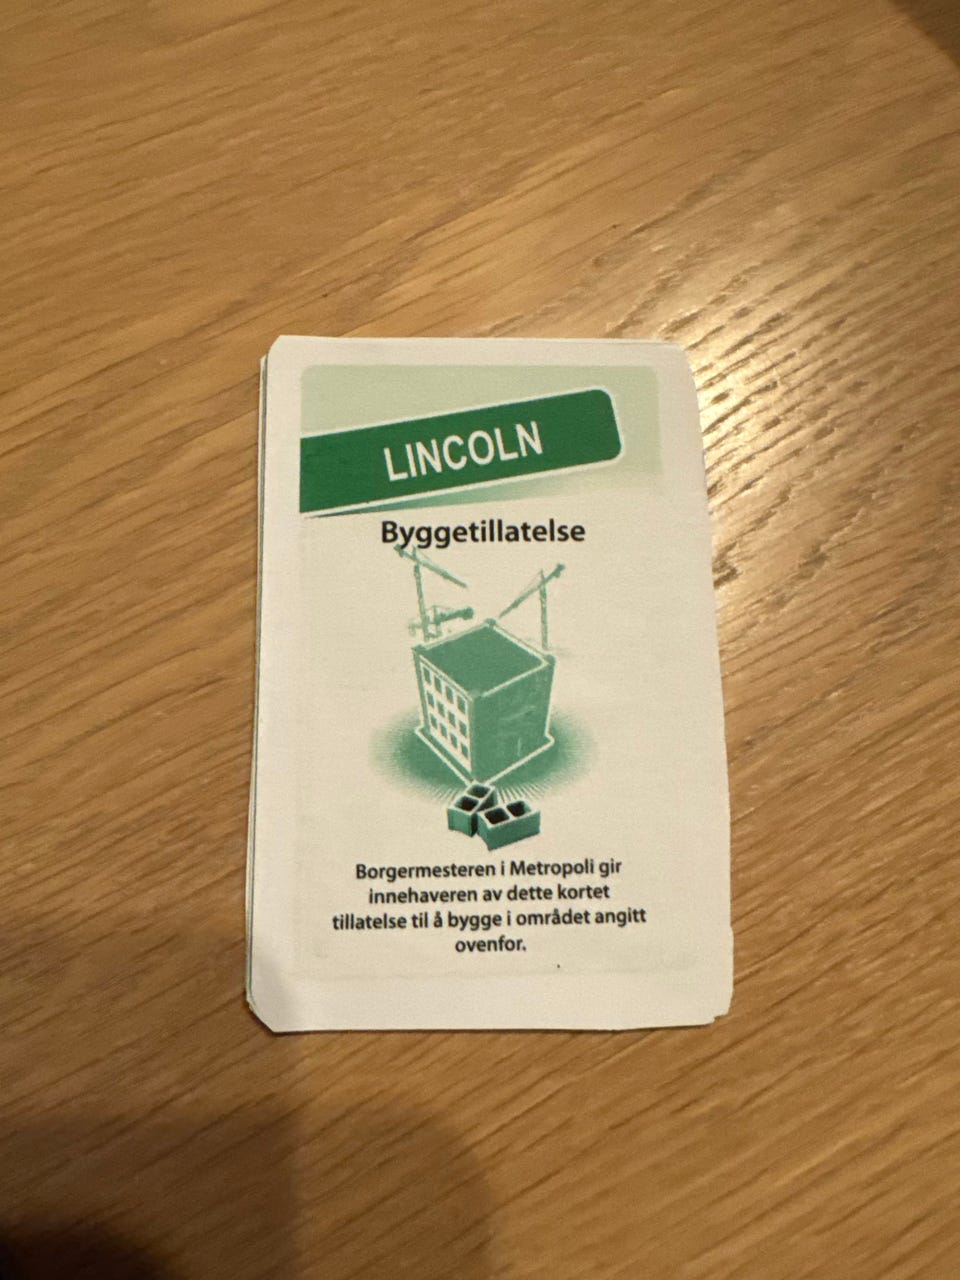 LINCOLN
Byggetillatelse
Borgermesteren i Metropoli gir
innehaveren av dette kortet
tillatelse til å bygge i området angitt
ovenfor.